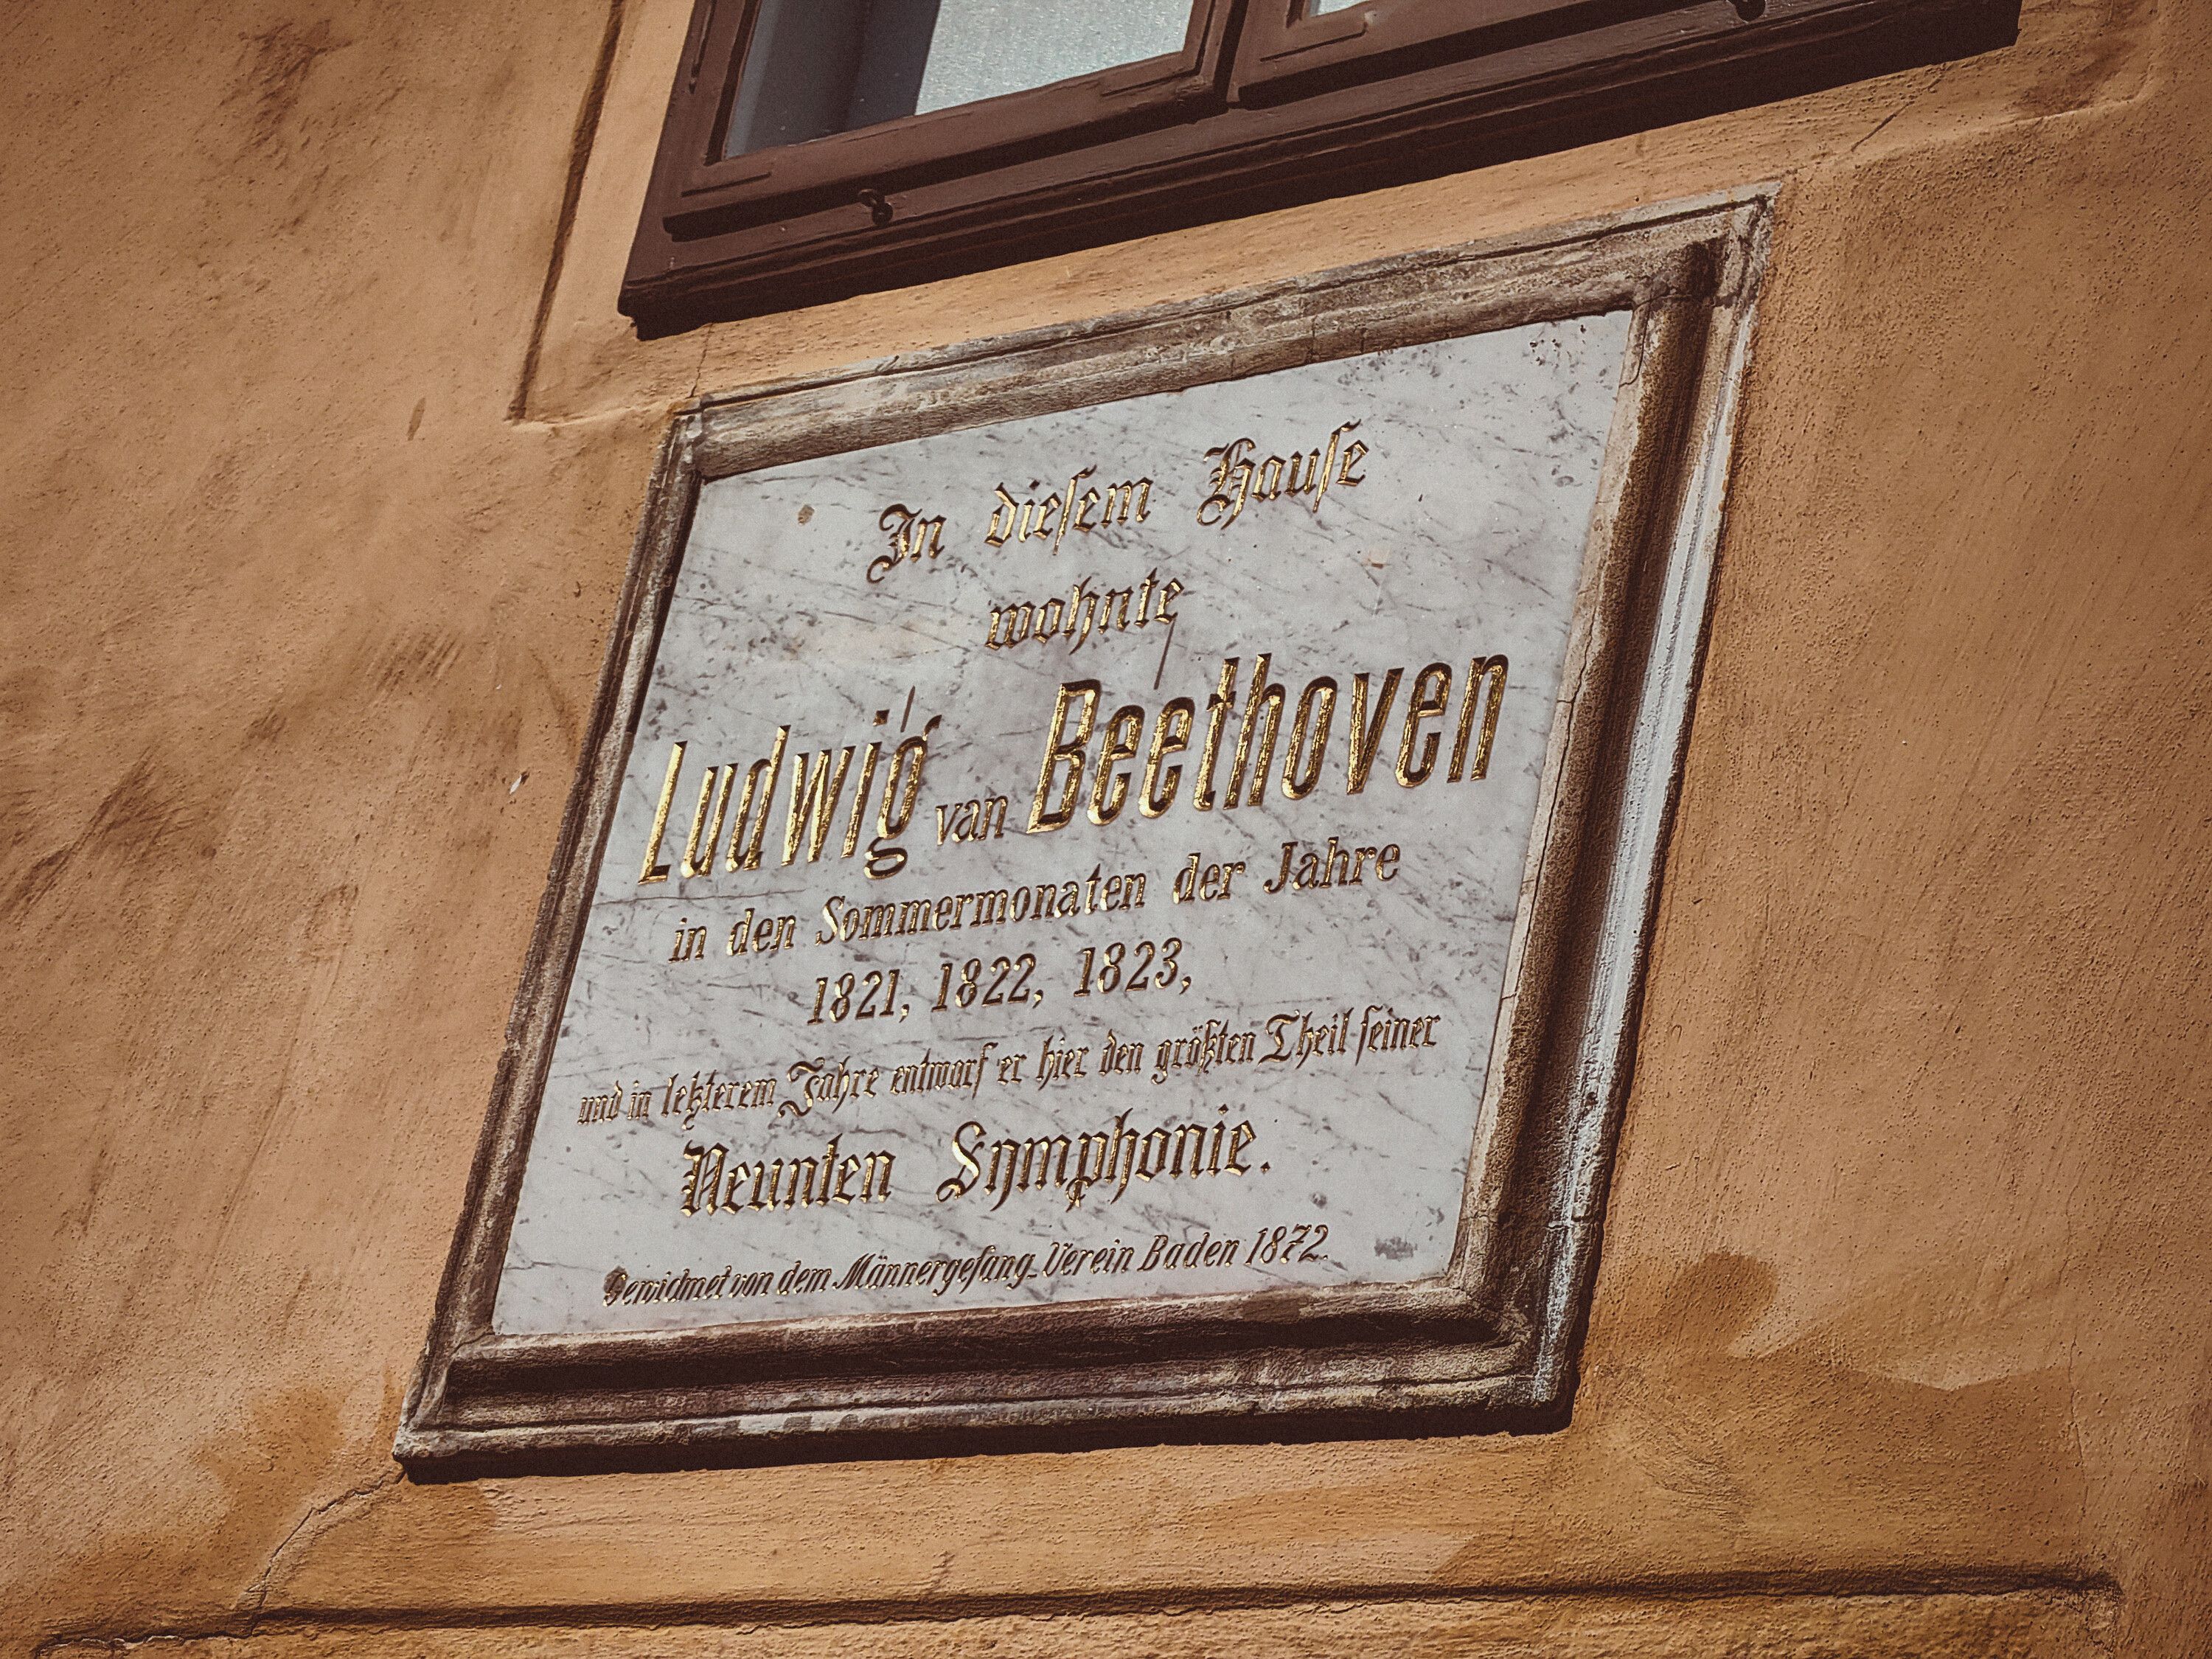 In dieſem Hauſe
wohnte
Ludwig van Beethoven
in den Sommermonaten der Jahre
1821, 1822, 1823,
und in letzterem Jahre entwarf er hier den größten Theil ſeiner
Neunten Symphonie.
Gewidmet von dem Männergeſang-Verein Baden 1872.